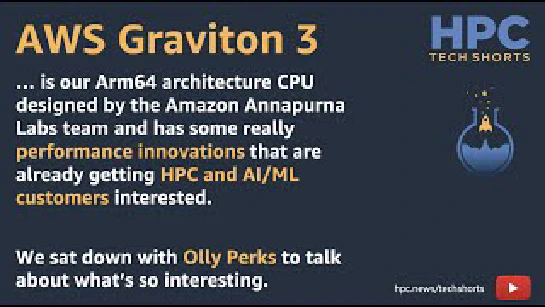 AWS Graviton 3
HPC
TECH SHORTS
... is our Arm64 architecture CPU
designed by the Amazon Annapurna
Labs team and has some really
performance innovations that are
already getting HPC and AI/ML
customers interested.
We sat down with Olly Perks to talk
about what's so interesting.
hpc.news/techshorts